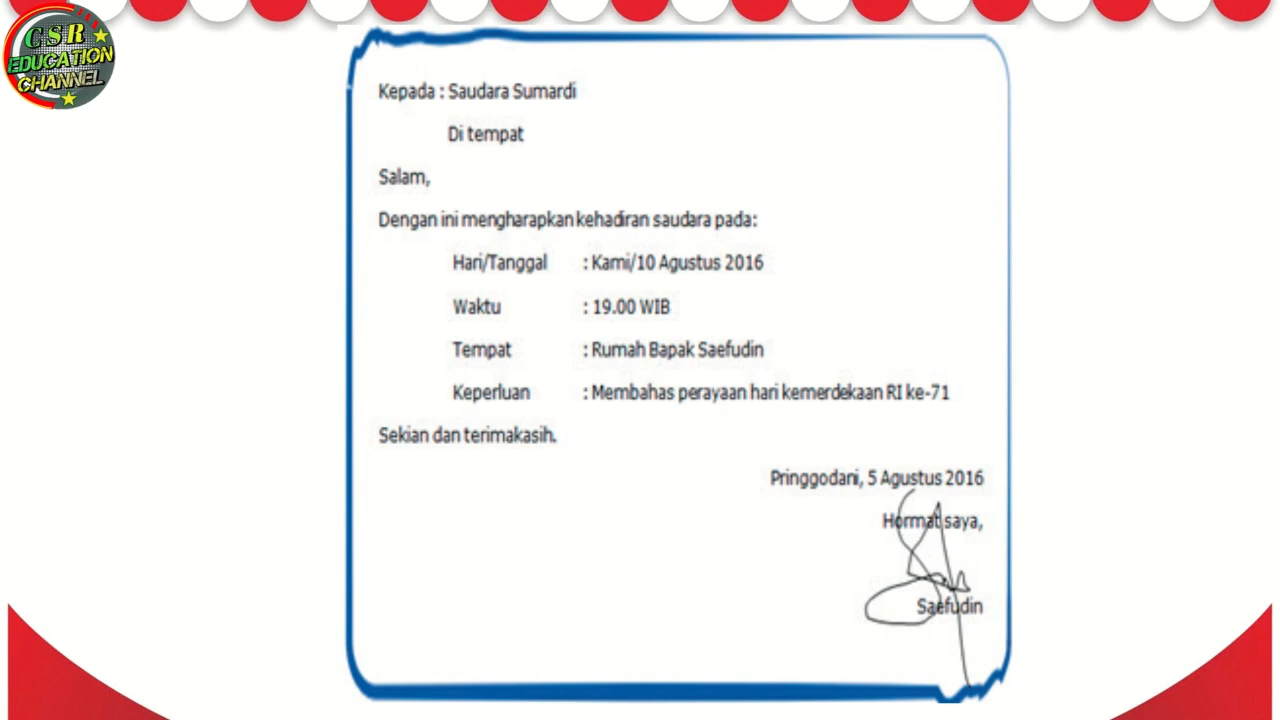 CSR
EDUCATION
CHANNEL
Kepada : Saudara Sumardi
Di tempat
Salam,
Dengan ini mengharapkan kehadiran saudara pada:
Hari/Tanggal : Kami/10 Agustus 2016
Waktu : 19.00 WIB
Tempat : Rumah Bapak Saefudin
Keperluan : Membahas perayaan hari kemerdekaan RI ke-71
Sekian dan terimakasih.
Pringgodani, 5 Agustus 2016
Hormat saya,
Saefudin